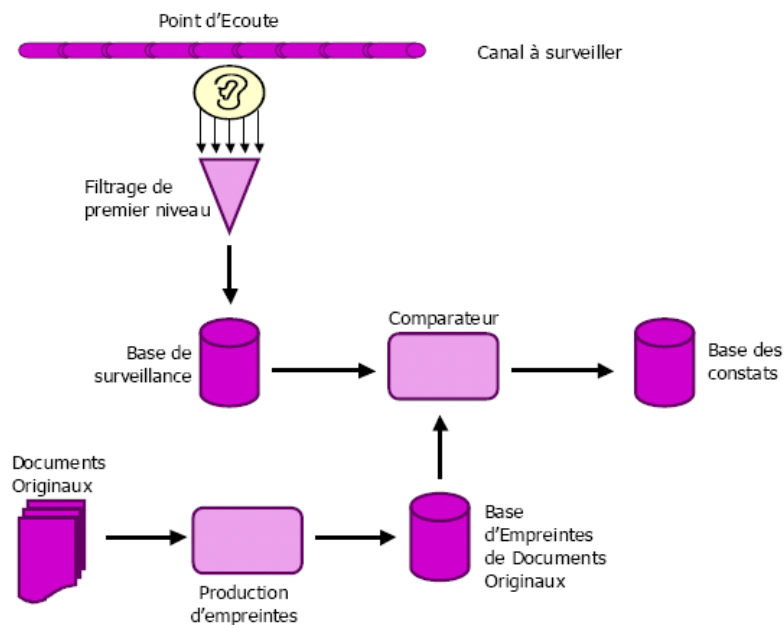 Point d'Ecoute
Canal à surveiller
Filtrage de
premier niveau
Comparateur
Base de
surveillance
Base des
constats
Documents
Originaux
Base
d'Empreintes
de Documents
Originaux
Production
d'empreintes